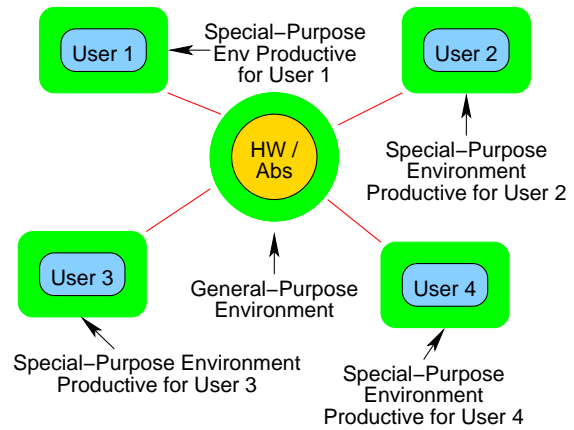 User 1
Special−Purpose
Env Productive
for User 1
User 2
HW /
Abs
Special−Purpose
Environment
Productive for User 2
User 3
General−Purpose
Environment
User 4
Special−Purpose Environment
Productive for User 3
Special−Purpose
Environment
Productive for User 4